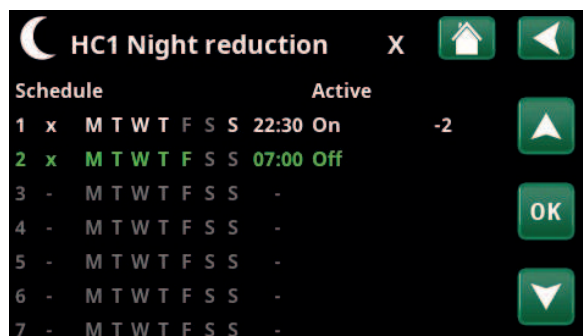 HC1 Night reduction X
Schedule Active
1 x M T W T F S S 22:30 On -2
2 x M T W T F S S 07:00 Off
3 - M T W T F S S -
4 - M T W T F S S -
OK
5 - M T W T F S S -
6 - M T W T F S S -
7 - M T W T F S S -